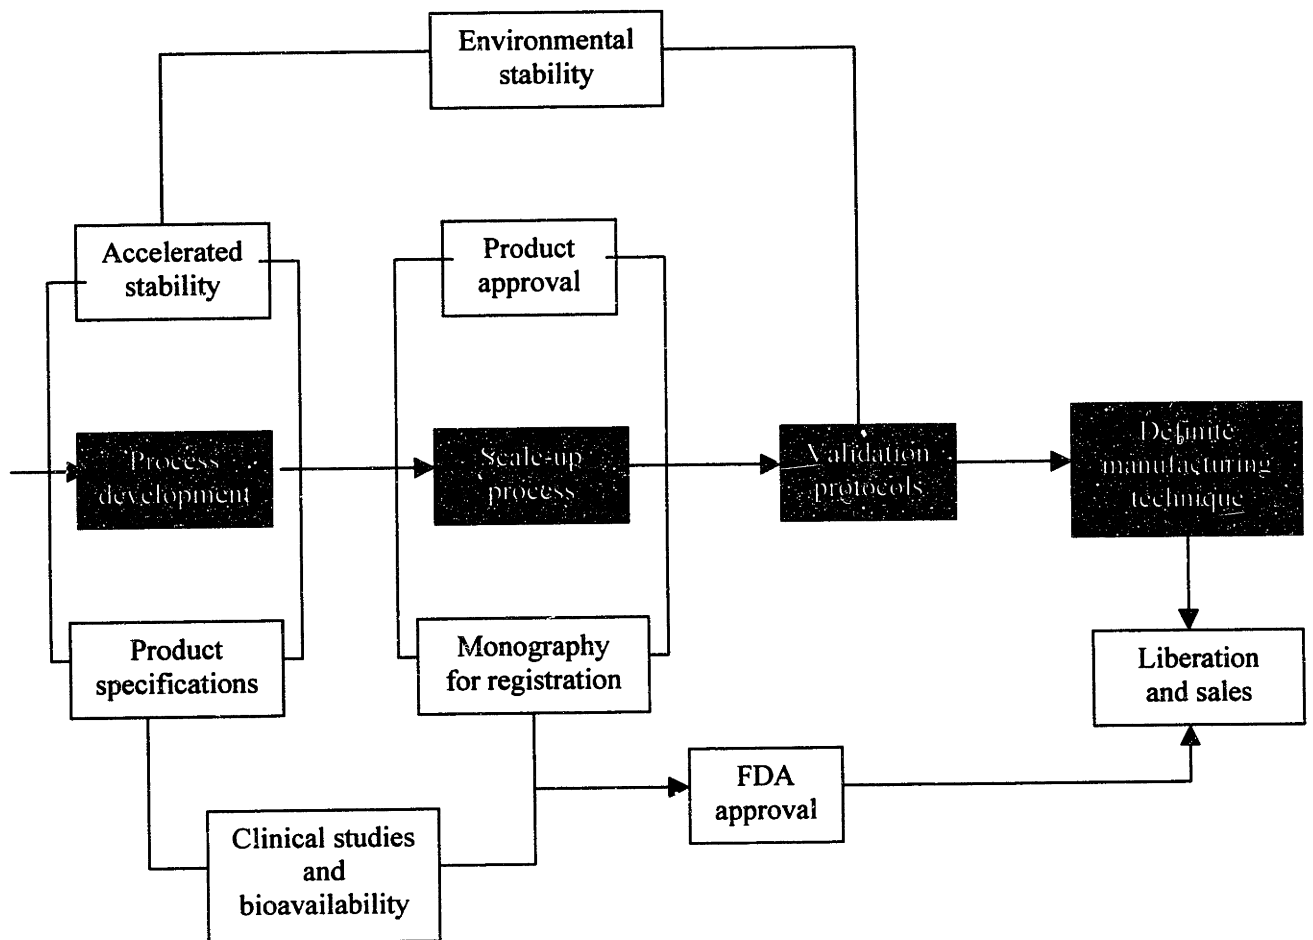 Environmental
stability
Accelerated
stability
Product
approval
Process
development
Scale-up
process
Validation
protocols
Definite
manufacturing
technique
Product
specifications
Monography
for registration
Liberation
and sales
FDA
approval
Clinical studies
and
bioavailability